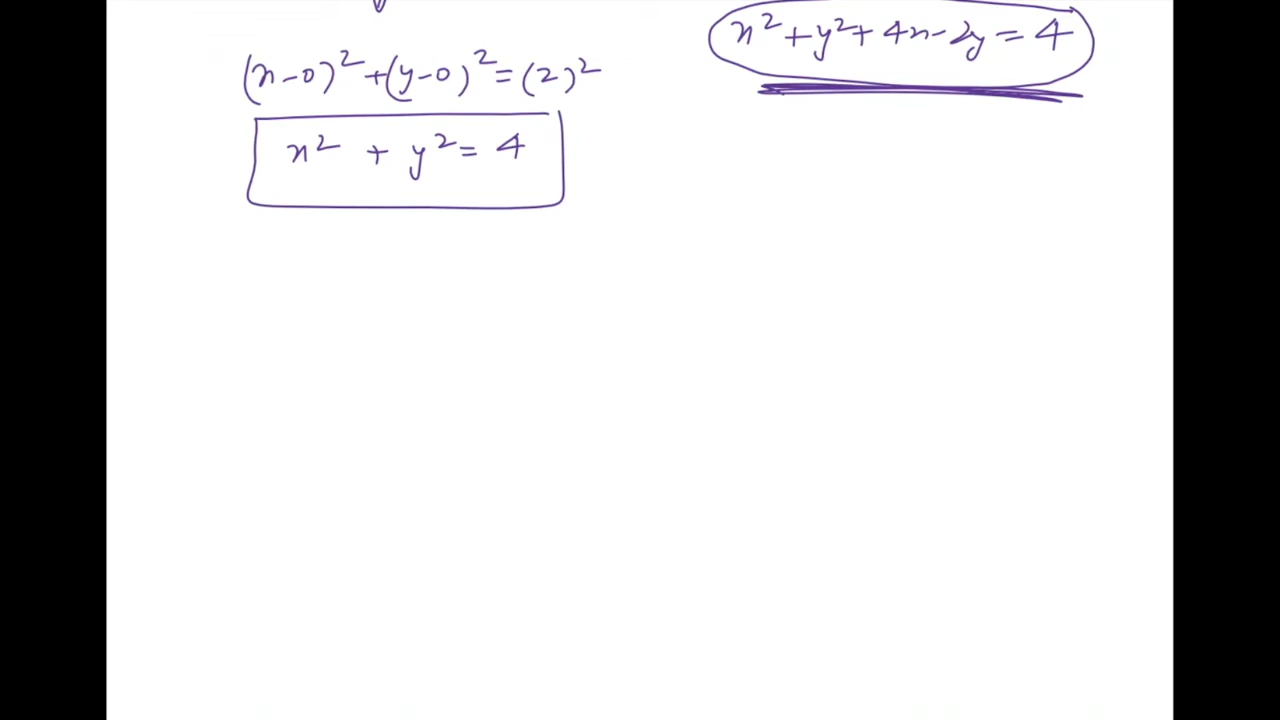 (x-0)² + (y-0)² = (2)²
x² + y² = 4
x² + y² + 4x - 2y = 4